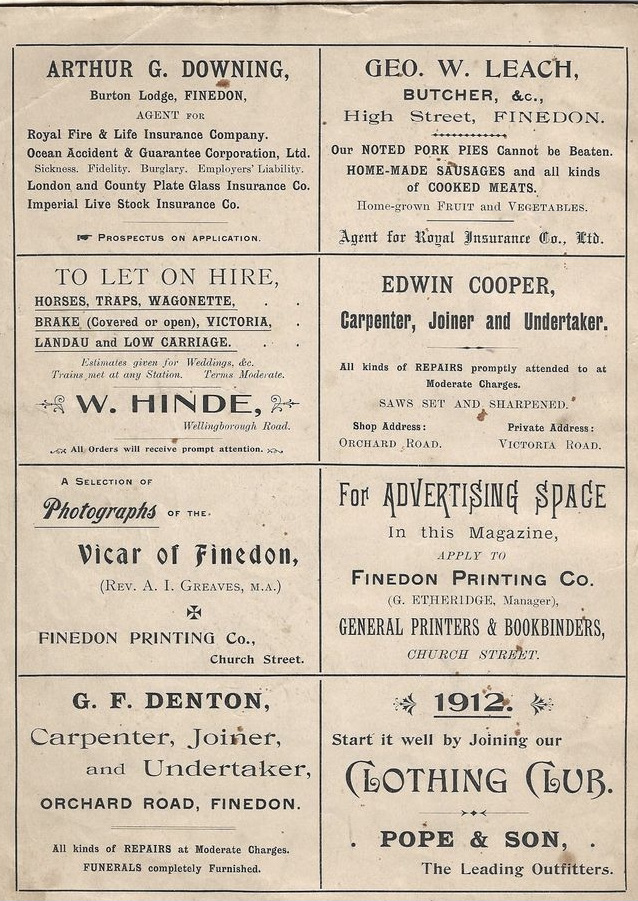 ARTHUR G. DOWNING,
Burton Lodge, FINEDON,
AGENT FOR
Royal Fire & Life Insurance Company.
Ocean Accident & Guarantee Corporation, Ltd.
Sickness. Fidelity. Burglary. Employers' Liability.
London and County Plate Glass Insurance Co.
Imperial Live Stock Insurance Co.
☛ PROSPECTUS ON APPLICATION.
GEO. W. LEACH,
BUTCHER, &c.,
High Street, FINEDON.
Our NOTED PORK PIES Cannot be Beaten.
HOME-MADE SAUSAGES and all kinds
of COOKED MEATS.
Home-grown FRUIT and VEGETABLES.
Agent for Royal Insurance Co., Ltd.
TO LET ON HIRE,
HORSES, TRAPS, WAGONETTE, . .
BRAKE (Covered or open), VICTORIA, . .
LANDAU and LOW CARRIAGE. . .
Estimates given for Weddings, &c.
Trains met at any Station. Terms Moderate.
W. HINDE,
Wellingborough Road.
All Orders will receive prompt attention.
EDWIN COOPER,
Carpenter, Joiner and Undertaker.
All kinds of REPAIRS promptly attended to at
Moderate Charges.
SAWS SET AND SHARPENED.
Shop Address: Private Address:
ORCHARD ROAD. VICTORIA ROAD.
A SELECTION OF
Photographs OF THE
Vicar of Finedon,
(REV. A. I. GREAVES, M.A.)
✠
FINEDON PRINTING Co.,
Church Street.
For ADVERTISING SPACE
In this Magazine,
APPLY TO
FINEDON PRINTING CO.
(G. ETHERIDGE, Manager),
GENERAL PRINTERS & BOOKBINDERS,
CHURCH STREET.
G. F. DENTON,
Carpenter, Joiner,
and Undertaker,
ORCHARD ROAD, FINEDON.
All kinds of REPAIRS at Moderate Charges.
FUNERALS completely Furnished.
1912.
Start it well by Joining our
CLOTHING CLUB.
. POPE & SON, .
The Leading Outfitters.